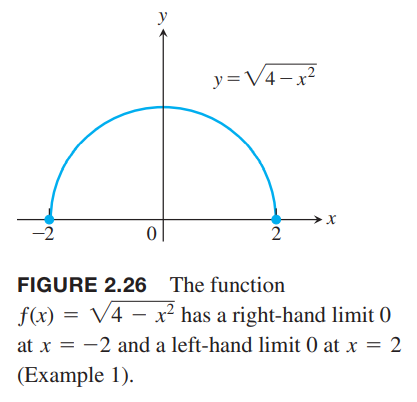 y
y = √4 − x²
−2
0
2
x
FIGURE 2.26 The function
f(x) = √4 − x² has a right-hand limit 0
at x = −2 and a left-hand limit 0 at x = 2
(Example 1).